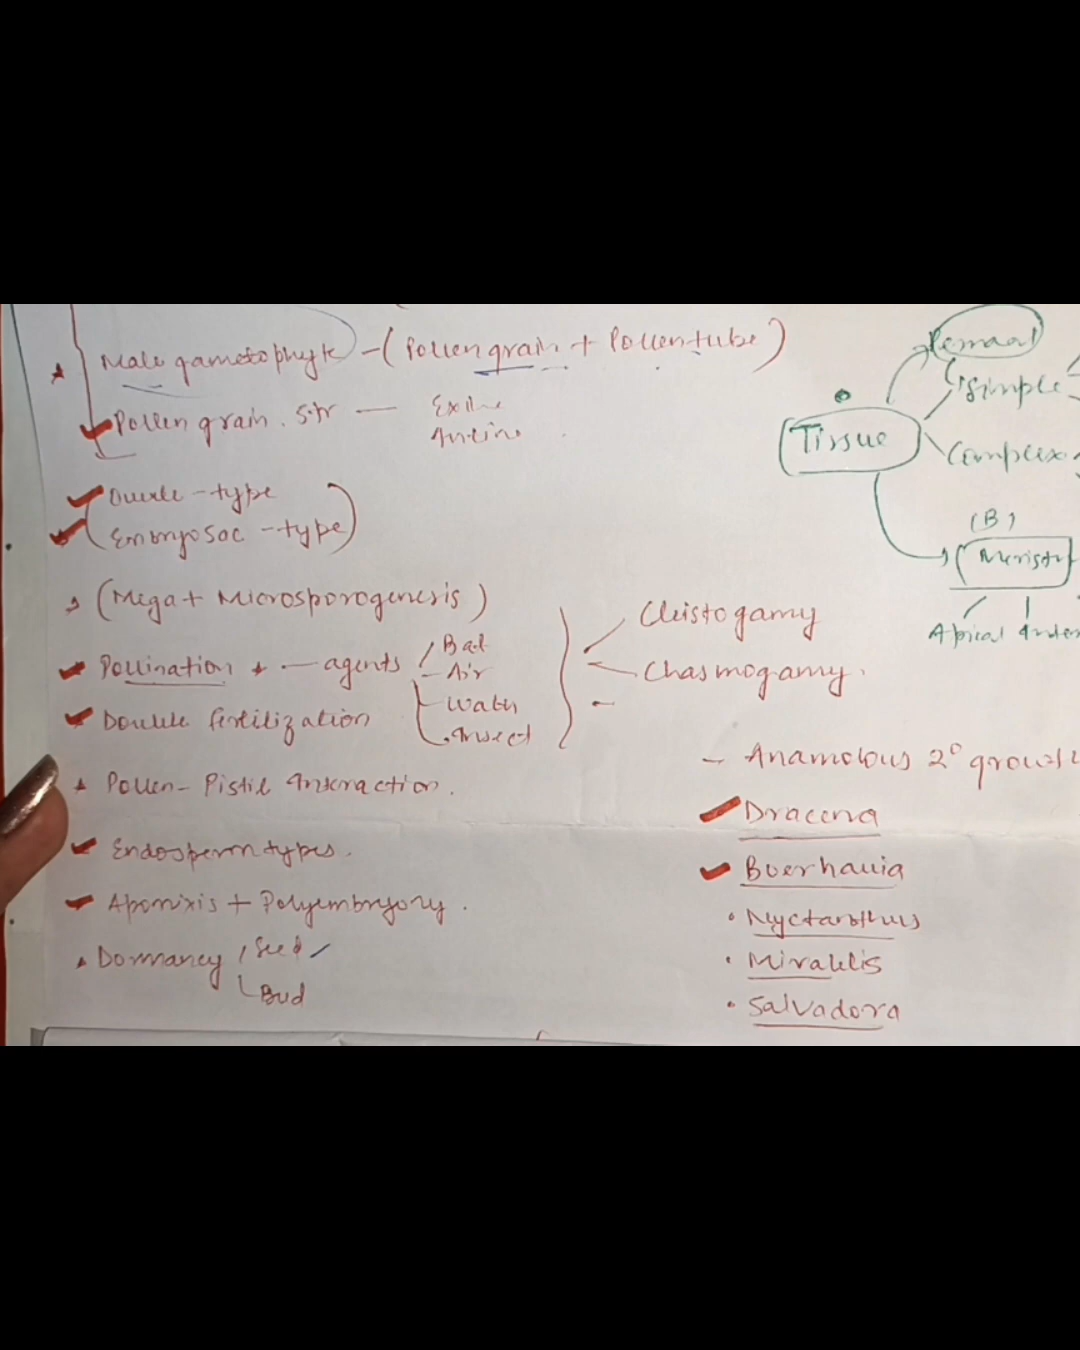 Male gametophyte - (Pollen grain + Pollen tube)
Pollen grain. str — Exine
Intine
Ovule - type
(Embryosac - type)
(Mega + Microsporogenesis)
Pollination + — agents
Bat
Air
Water
Insect
Cleistogamy
Chasmogamy.
Double fertilization
Pollen - Pistil Interaction.
Endosperm types.
Apomixis + Polyembryony.
Dormancy
Seed
Bud
Tissue
Simple
Complex
(B)
Apical
- Anamolous 2° growth
Dracena
Boerhavia
• Nyctanthus
• Mirabilis
• Salvadora